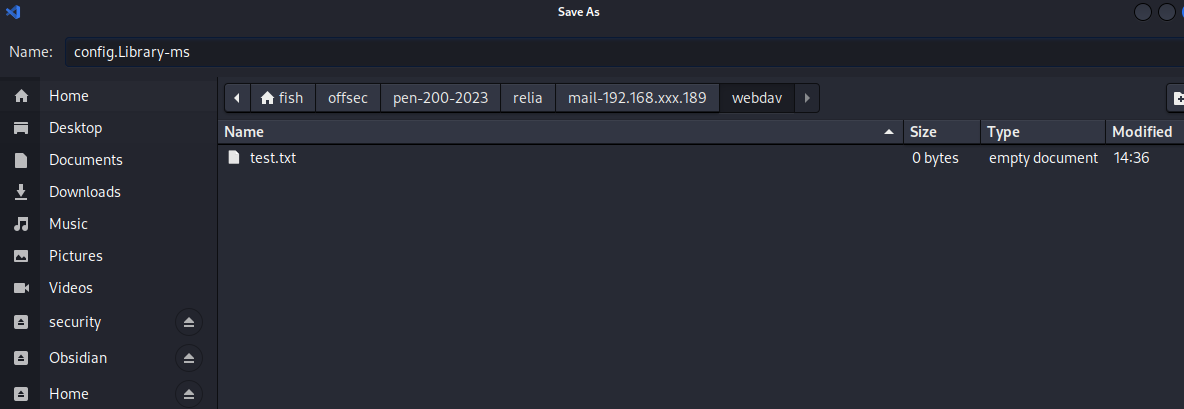 Save As
Name: config.Library-ms
Home
Desktop
Documents
Downloads
Music
Pictures
Videos
security
Obsidian
Home
fish offsec pen-200-2023 relia mail-192.168.xxx.189 webdav
Name Size Type Modified
test.txt 0 bytes empty document 14:36